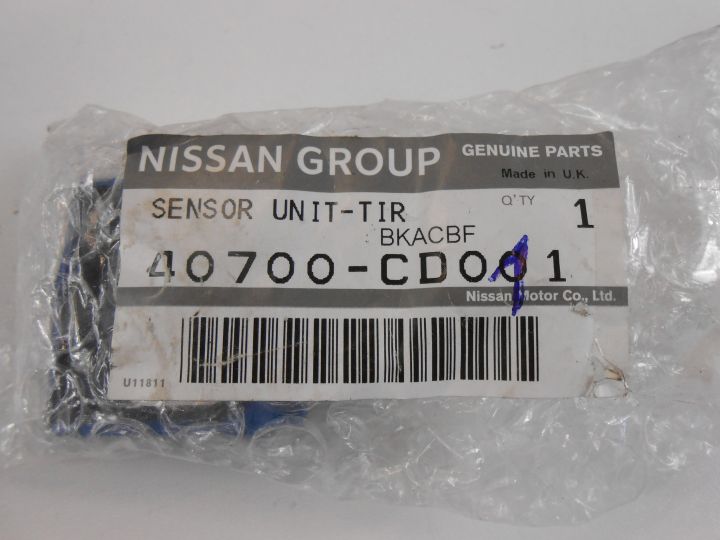 NISSAN GROUP GENUINE PARTS
Made in U.K.
SENSOR UNIT-TIR Q'TY 1
BKACBF
40700-CD001
Nissan Motor Co., Ltd.
U11811